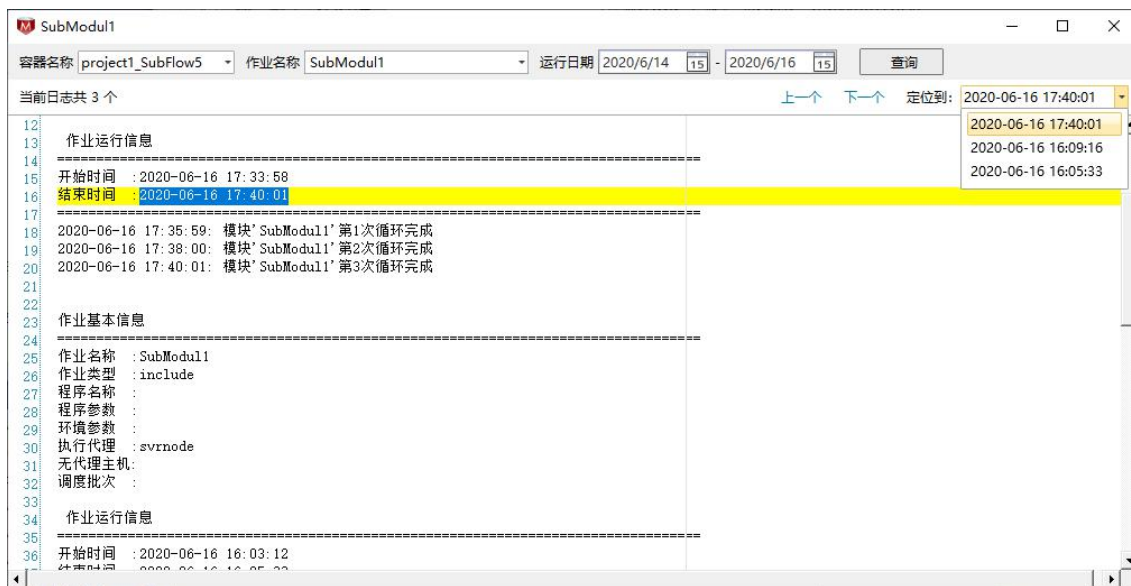 SubModul1
容器名称 project1_SubFlow5 作业名称 SubModul1 运行日期 2020/6/14 15 - 2020/6/16 15 查询
当前日志共 3 个 上一个 下一个 定位到: 2020-06-16 17:40:01
2020-06-16 17:40:01
2020-06-16 16:09:16
2020-06-16 16:05:33
12
13 作业运行信息
14 ==================================================================================
15 开始时间 :2020-06-16 17:33:58
16 结束时间 :2020-06-16 17:40:01
17 ==================================================================================
18 2020-06-16 17:35:59: 模块'SubModul1'第1次循环完成
19 2020-06-16 17:38:00: 模块'SubModul1'第2次循环完成
20 2020-06-16 17:40:01: 模块'SubModul1'第3次循环完成
21
22
23 作业基本信息
24 ==================================================================================
25 作业名称 :SubModul1
26 作业类型 :include
27 程序名称 :
28 程序参数 :
29 环境参数 :
30 执行代理 :svrnode
31 无代理主机:
32 调度批次 :
33
34 作业运行信息
35 ==================================================================================
36 开始时间 :2020-06-16 16:03:12